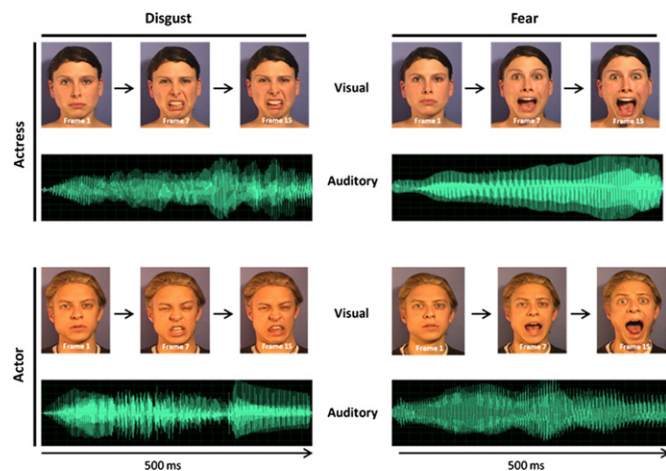 Disgust
Fear
Actress
Frame 1
Frame 7
Frame 15
Visual
Frame 1
Frame 7
Frame 15
Auditory
Actor
Frame 1
Frame 7
Frame 15
Visual
Frame 1
Frame 7
Frame 15
Auditory
500 ms
500 ms